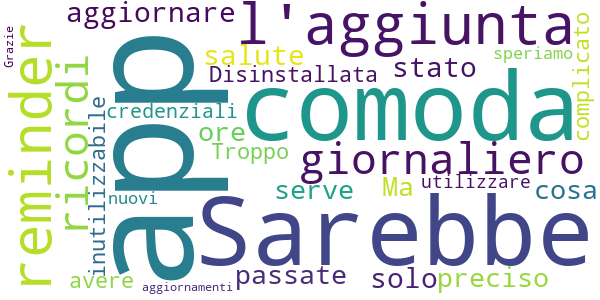 Grazie
aggiornare
l'aggiunta
complicato
reminder
ricordi
app
salute
stato
speriamo
Disinstallata
comoda
inutilizzabile
credenziali
ore
Troppo
giornaliero
nuovi
serve
Ma
utilizzare
cosa
Sarebbe
avere
passate
solo
preciso
aggiornamenti